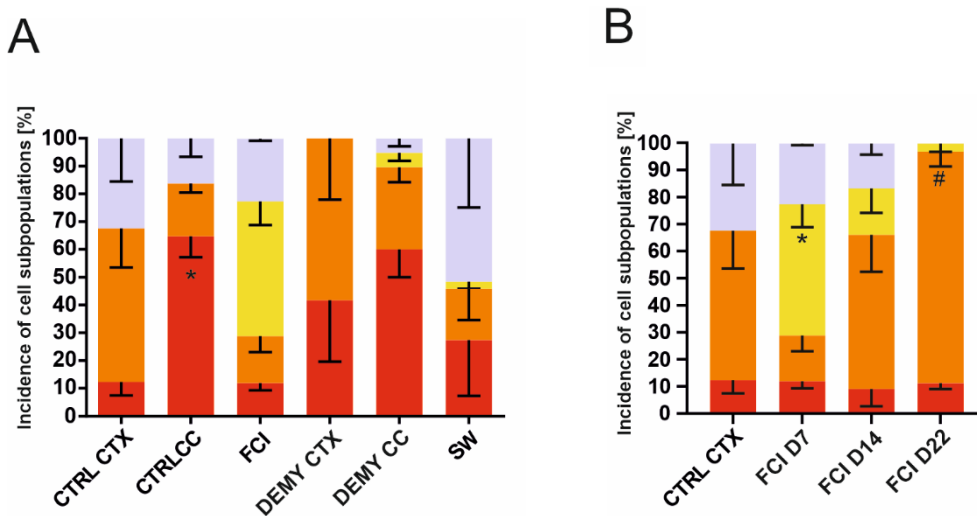 A
Incidence of cell subpopulations [%]
100
90
80
70
60
50
40
30
20
10
0
*
CTRL CTX
CTRLCC
FCI
DEMY CTX
DEMY CC
SW
B
Incidence of cell subpopulations [%]
100
90
80
70
60
50
40
30
20
10
0
*
#
CTRL CTX
FCI D7
FCI D14
FCI D22